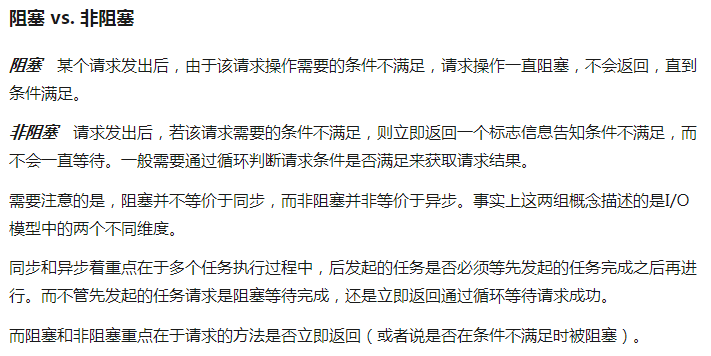 阻塞 vs. 非阻塞
阻塞 某个请求发出后，由于该请求操作需要的条件不满足，请求操作一直阻塞，不会返回，直到
条件满足。
非阻塞 请求发出后，若该请求需要的条件不满足，则立即返回一个标志信息告知条件不满足，而
不会一直等待。一般需要通过循环判断请求条件是否满足来获取请求结果。
需要注意的是，阻塞并不等价于同步，而非阻塞并非等价于异步。事实上这两组概念描述的是I/O
模型中的两个不同维度。
同步和异步着重点在于多个任务执行过程中，后发起的任务是否必须等先发起的任务完成之后再进
行。而不管先发起的任务请求是阻塞等待完成，还是立即返回通过循环等待请求成功。
而阻塞和非阻塞重点在于请求的方法是否立即返回（或者说是否在条件不满足时被阻塞）。